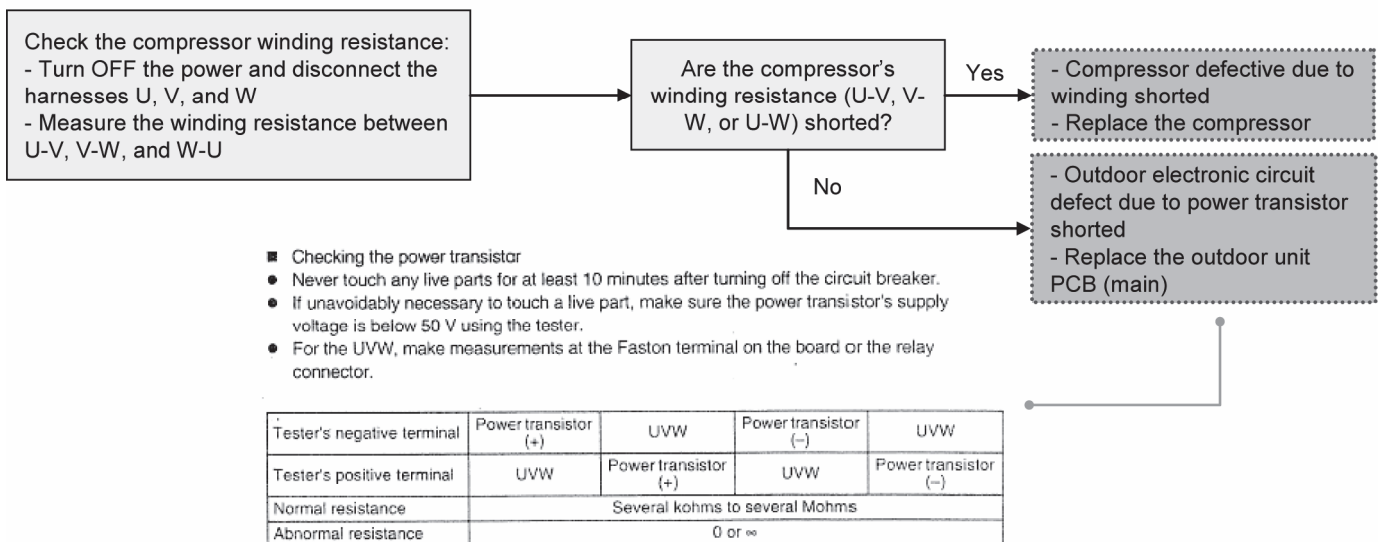 Check the compressor winding resistance:
- Turn OFF the power and disconnect the
harnesses U, V, and W
- Measure the winding resistance between
U-V, V-W, and W-U
Are the compressor’s
winding resistance (U-V, V-
W, or U-W) shorted?
Yes
- Compressor defective due to
winding shorted
- Replace the compressor
No
- Outdoor electronic circuit
defect due to power transistor
shorted
- Replace the outdoor unit
PCB (main)
■ Checking the power transistor
● Never touch any live parts for at least 10 minutes after turning off the circuit breaker.
● If unavoidably necessary to touch a live part, make sure the power transistor's supply
voltage is below 50 V using the tester.
● For the UVW, make measurements at the Faston terminal on the board or the relay
connector.
Tester's negative terminal Power transistor (+) UVW Power transistor (−) UVW
Tester's positive terminal UVW Power transistor (+) UVW Power transistor (−)
Normal resistance Several kohms to several Mohms
Abnormal resistance 0 or ∞